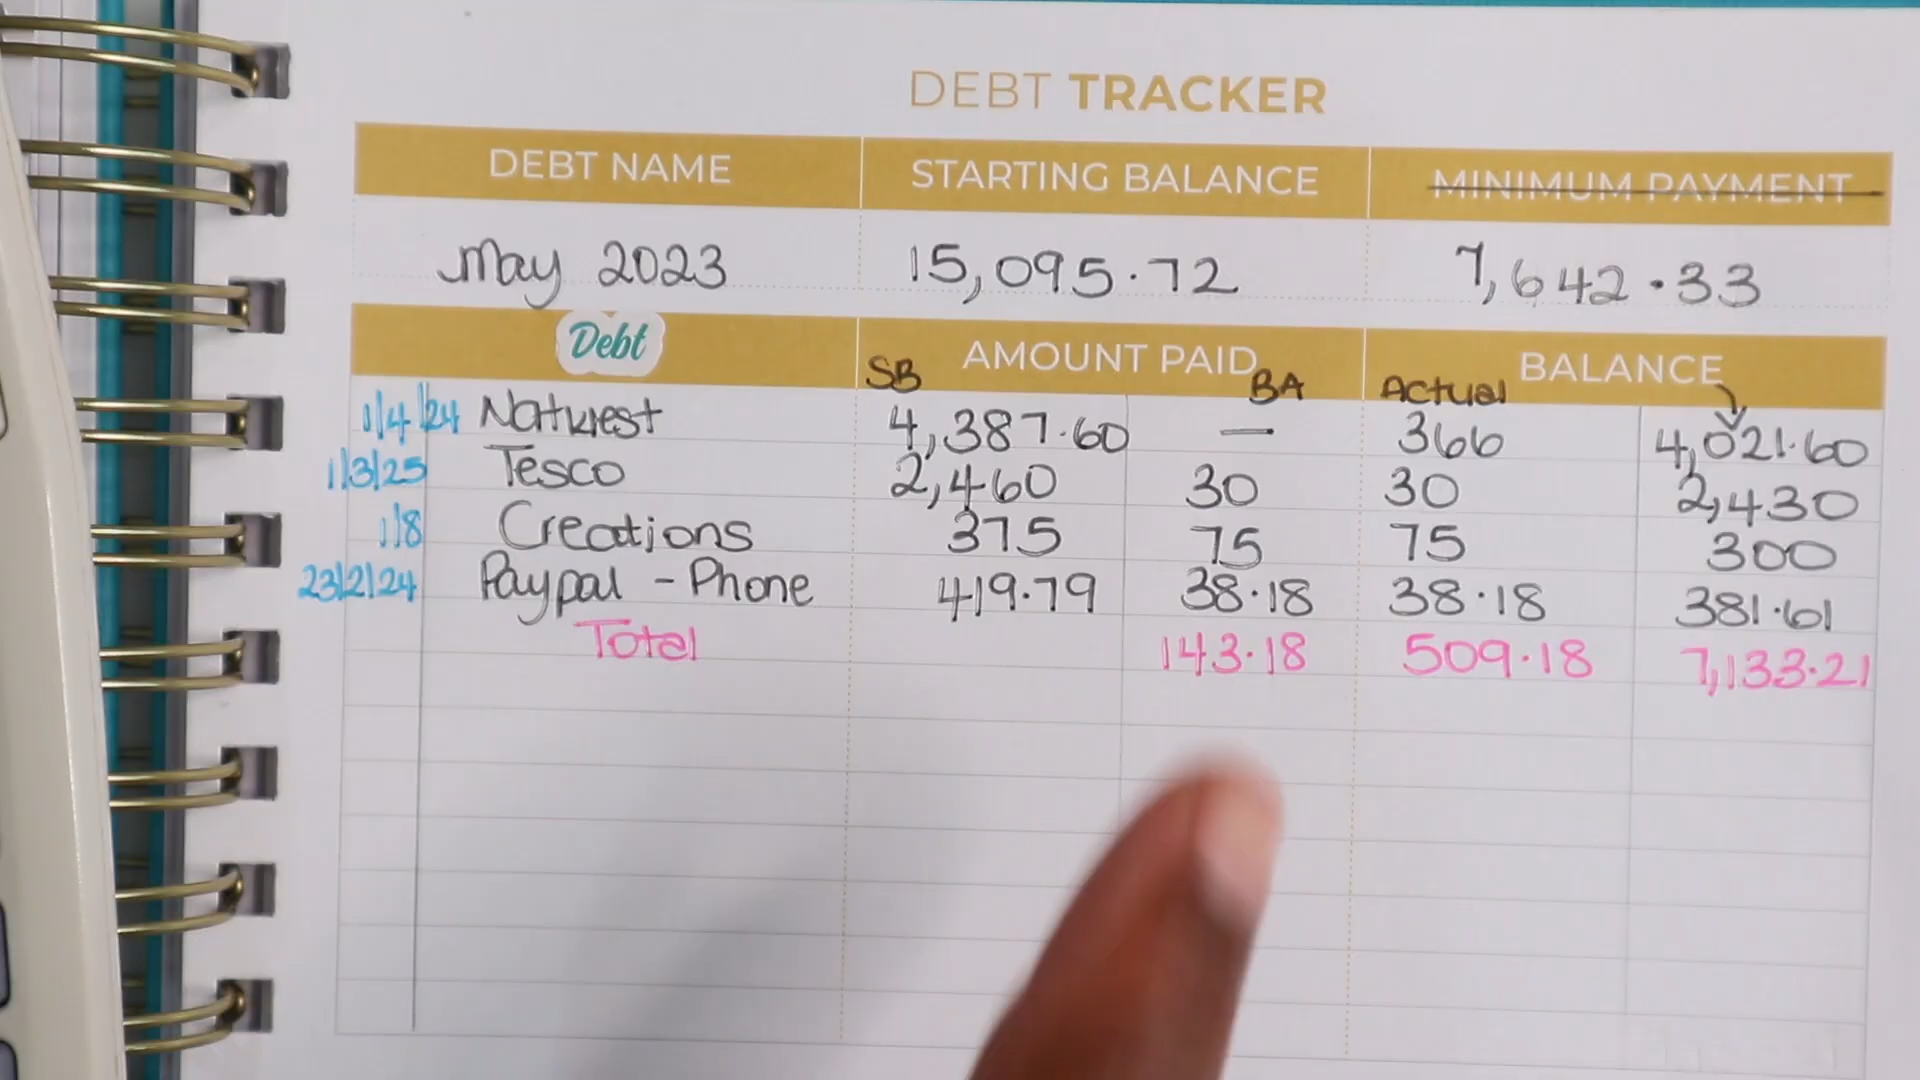 DEBT TRACKER
DEBT NAME STARTING BALANCE MINIMUM PAYMENT
May 2023 15,095.72 7,642.33
Debt AMOUNT PAID BALANCE
SB BA Actual
1/4/24 Natwest 4,387.60 — 366 4,021.60
1/3/25 Tesco 2,460 30 30 2,430
1/8 Creations 375 75 75 300
23/2/24 Paypal - Phone 419.79 38.18 38.18 381.61
Total 143.18 509.18 7,133.21